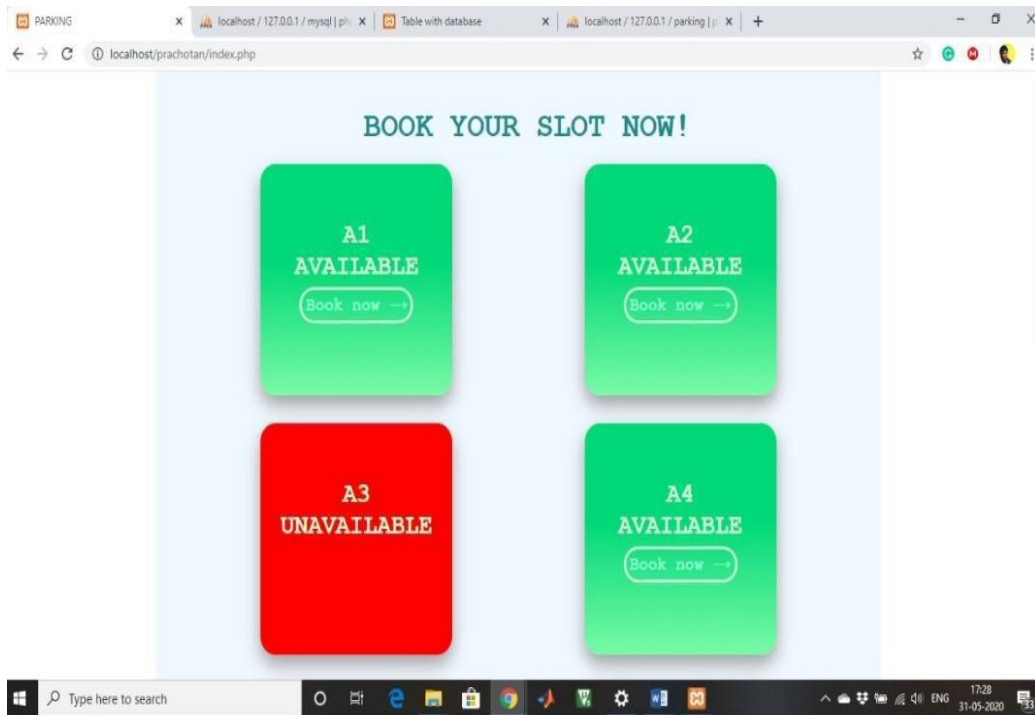 PARKING
localhost / 127.0.0.1 / mysql | ph
Table with database
localhost / 127.0.0.1 / parking | p
localhost/prachotan/index.php
BOOK YOUR SLOT NOW!
A1
AVAILABLE
Book now →
A2
AVAILABLE
Book now →
A3
UNAVAILABLE
A4
AVAILABLE
Book now →
Type here to search
ENG
17:28
31-05-2020